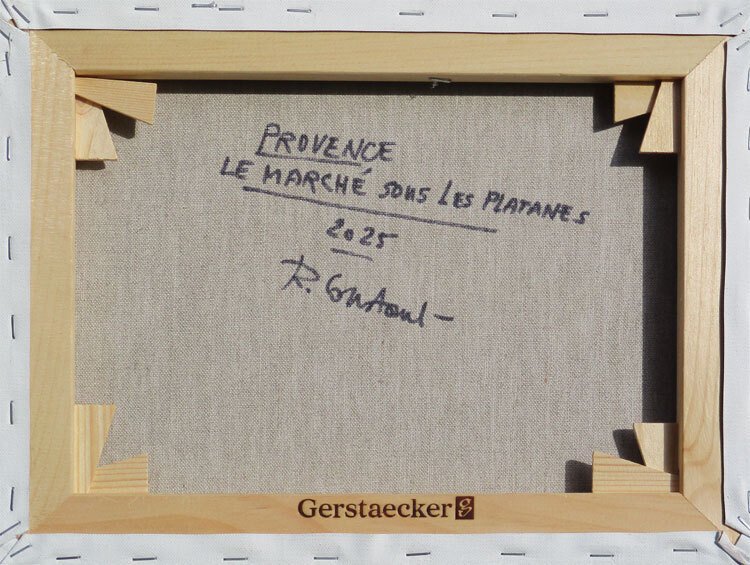 PROVENCE
LE MARCHÉ SOUS LES PLATANES
2025
R.
Gerstaecker